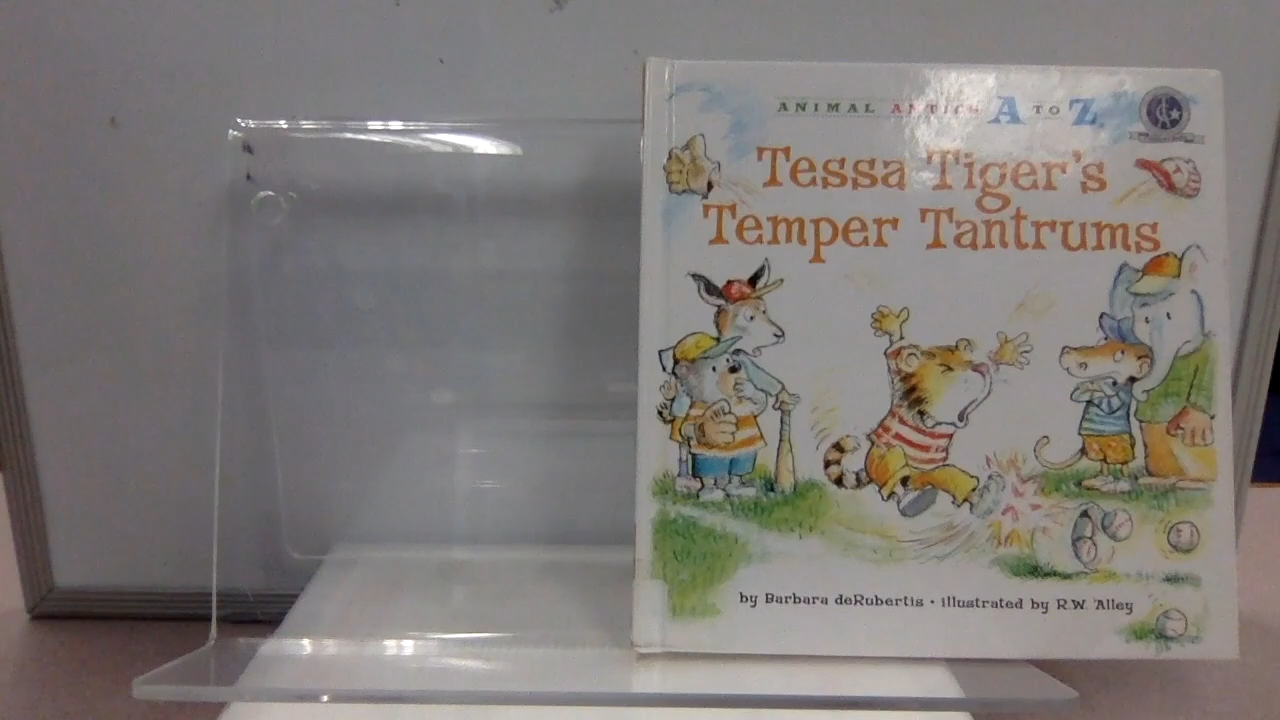 ANIMAL ANTICS A TO Z
Tessa Tiger's
Temper Tantrums
by Barbara deRubertis • illustrated by R.W. Alley